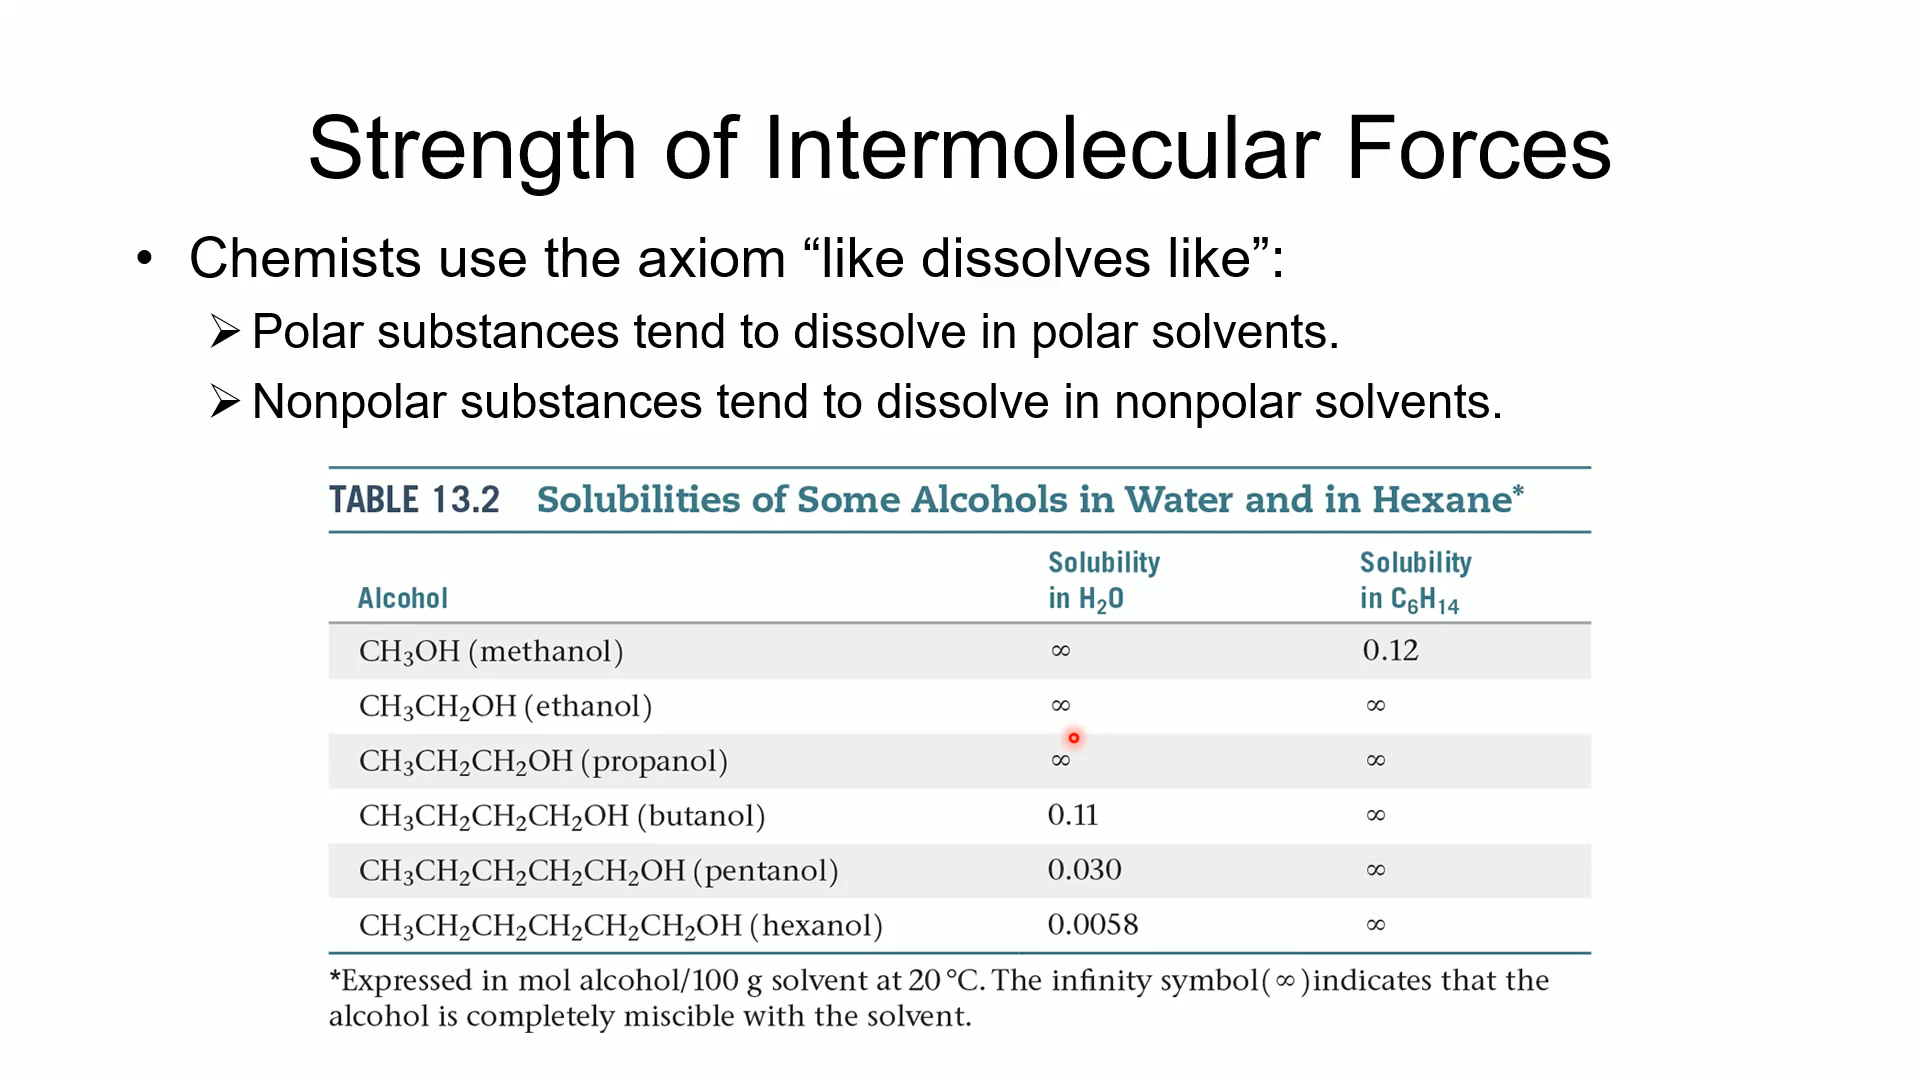 Strength of Intermolecular Forces
• Chemists use the axiom “like dissolves like”:
➢ Polar substances tend to dissolve in polar solvents.
➢ Nonpolar substances tend to dissolve in nonpolar solvents.
TABLE 13.2 Solubilities of Some Alcohols in Water and in Hexane*
Alcohol Solubility in H₂O Solubility in C₆H₁₄
CH₃OH (methanol) ∞ 0.12
CH₃CH₂OH (ethanol) ∞ ∞
CH₃CH₂CH₂OH (propanol) ∞ ∞
CH₃CH₂CH₂CH₂OH (butanol) 0.11 ∞
CH₃CH₂CH₂CH₂CH₂OH (pentanol) 0.030 ∞
CH₃CH₂CH₂CH₂CH₂CH₂OH (hexanol) 0.0058 ∞
*Expressed in mol alcohol/100 g solvent at 20 °C. The infinity symbol(∞)indicates that the
alcohol is completely miscible with the solvent.